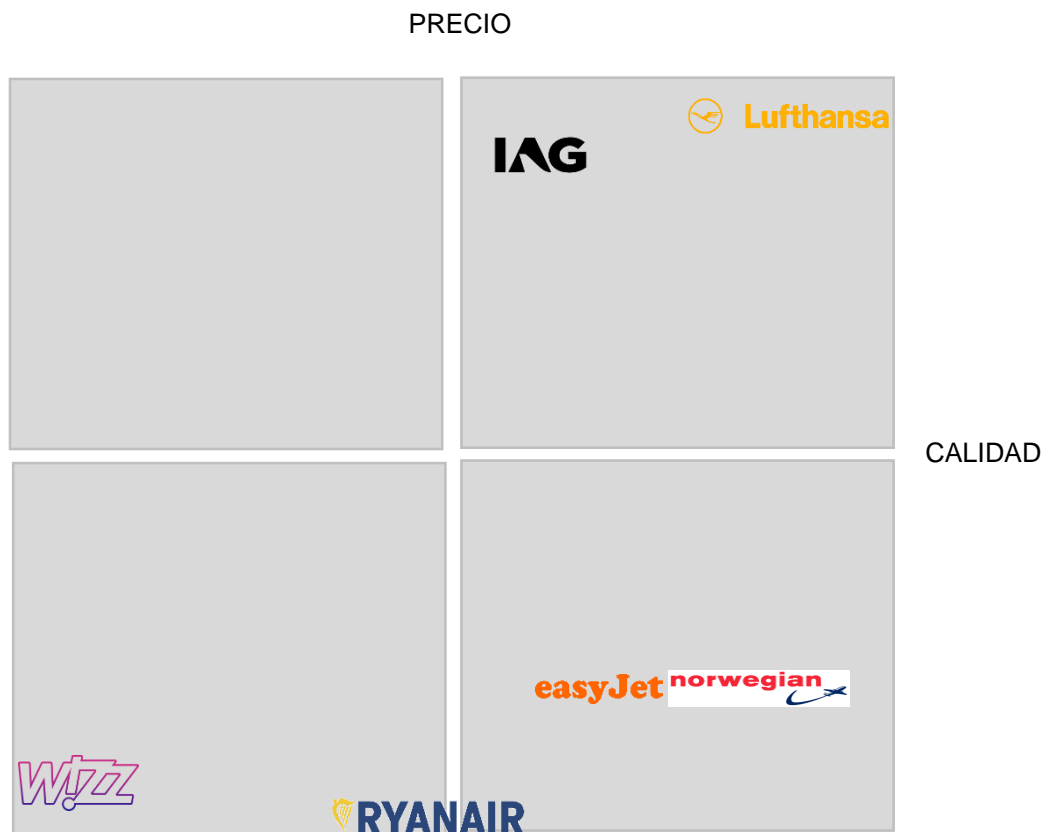 PRECIO
Lufthansa
IAG
CALIDAD
easyJet
norwegian
Wizz
RYANAIR